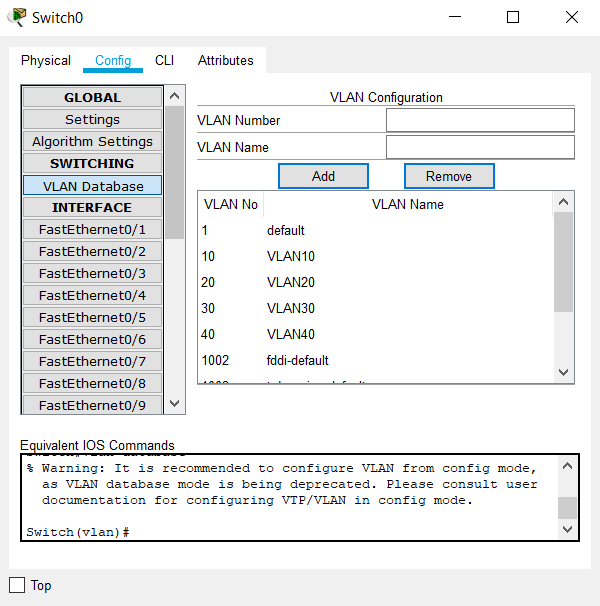 Switch0
Physical Config CLI Attributes
GLOBAL
Settings
Algorithm Settings
SWITCHING
VLAN Database
INTERFACE
FastEthernet0/1
FastEthernet0/2
FastEthernet0/3
FastEthernet0/4
FastEthernet0/5
FastEthernet0/6
FastEthernet0/7
FastEthernet0/8
FastEthernet0/9
VLAN Configuration
VLAN Number
VLAN Name
Add Remove
VLAN No VLAN Name
1 default
10 VLAN10
20 VLAN20
30 VLAN30
40 VLAN40
1002 fddi-default
Equivalent IOS Commands
% Warning: It is recommended to configure VLAN from config mode,
as VLAN database mode is being deprecated. Please consult user
documentation for configuring VTP/VLAN in config mode.
Switch(vlan)#
Top